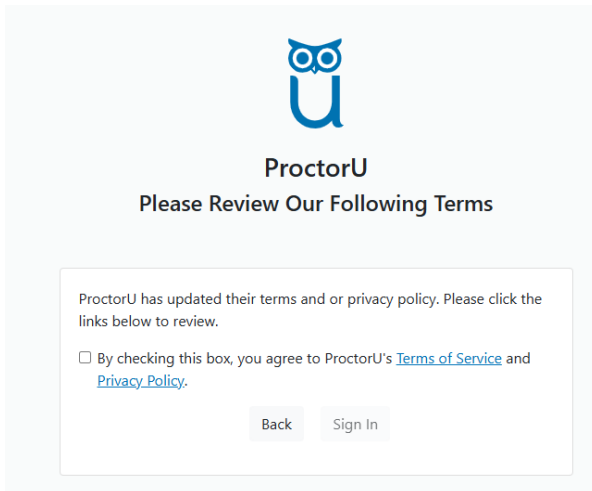 ProctorU
Please Review Our Following Terms
ProctorU has updated their terms and or privacy policy. Please click the
links below to review.
By checking this box, you agree to ProctorU's Terms of Service and
Privacy Policy.
Back Sign In